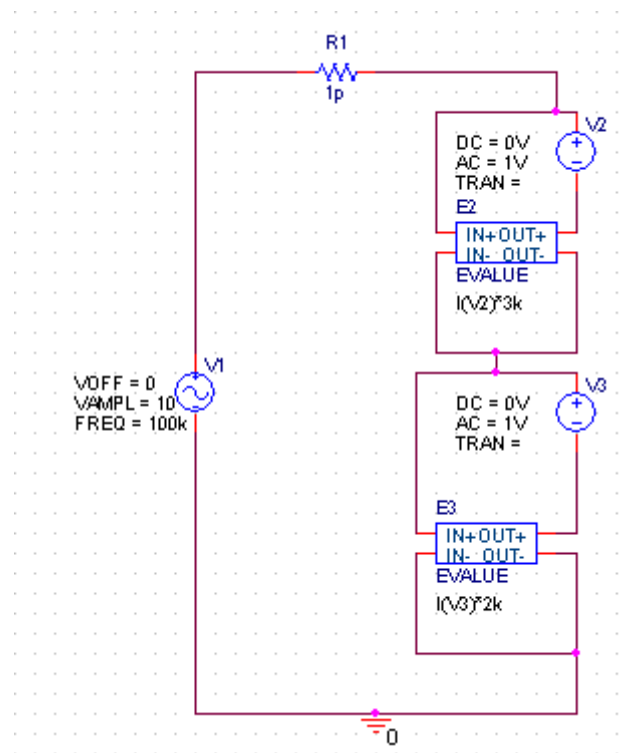 R1
1p
V2
DC = 0V
AC = 1V
TRAN =
E2
IN+OUT+
IN- OUT-
EVALUE
I(V2)*3k
V1
VOFF = 0
VAMPL = 10
FREQ = 100k
V3
DC = 0V
AC = 1V
TRAN =
E3
IN+OUT+
IN- OUT-
EVALUE
I(V3)*2k
0